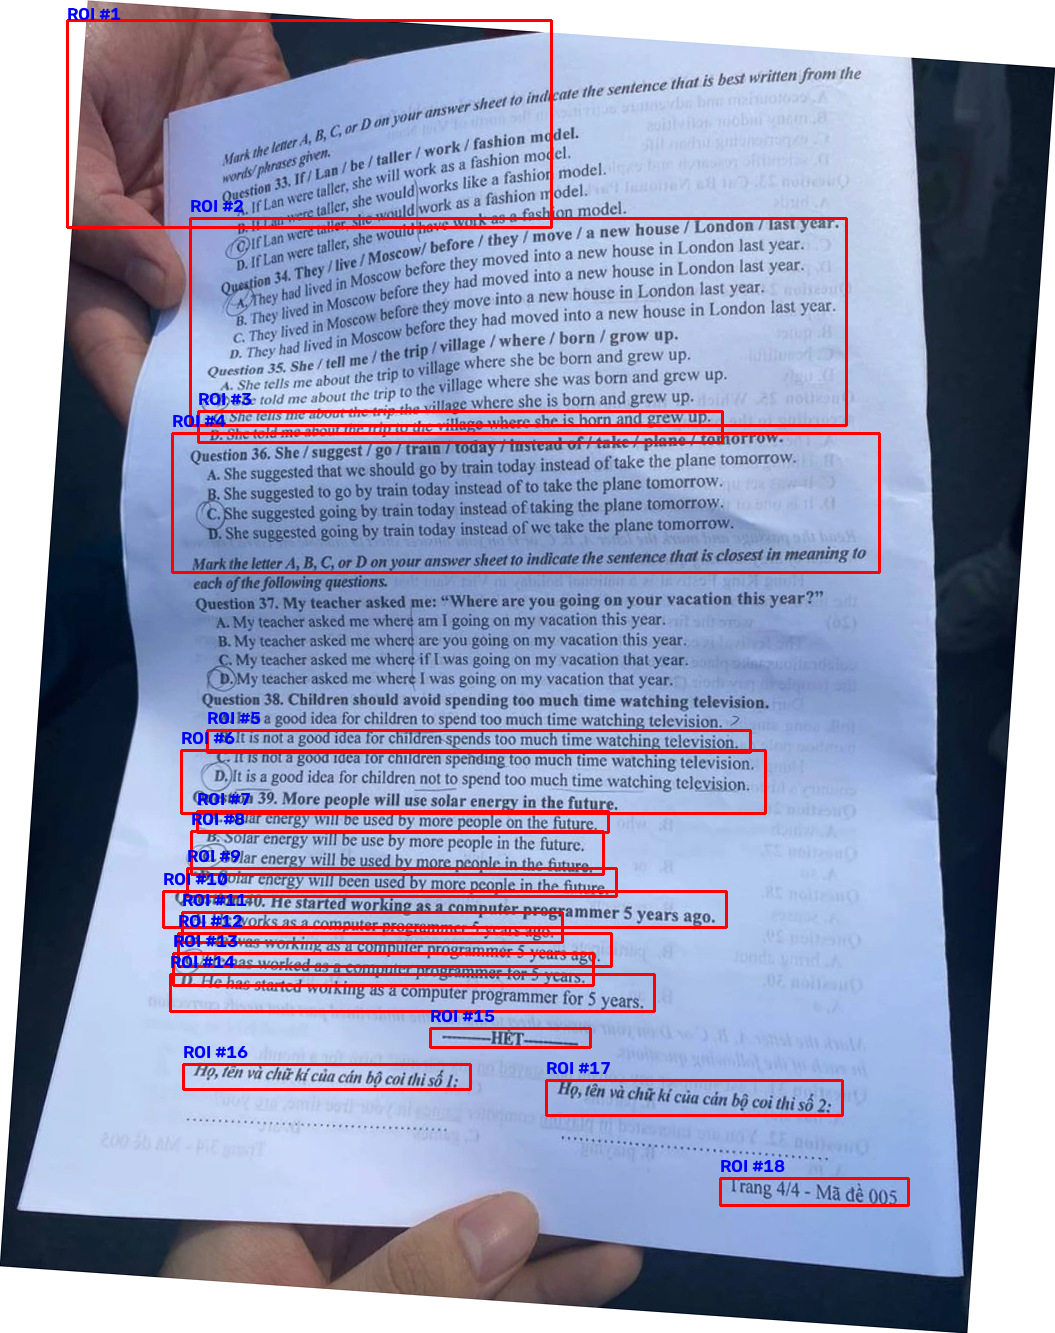 Mark the letter A, B, C, or D on your answer sheet to indicate the sentence that is best written from the
words/phrases given.
Question 33. If / Lan / be / taller / work / fashion model.
A. If Lan were taller, she will work as a fashion model.
B. If Lan were taller, she would works like a fashion model.
C. If Lan were taller, she would work as a fashion model.
D. If Lan were taller, she would have work as a fashion model.
Question 34. They / live / Moscow/ before / they / move / a new house / London / last year.
A. They had lived in Moscow before they moved into a new house in London last year.
B. They lived in Moscow before they had moved into a new house in London last year.
C. They lived in Moscow before they move into a new house in London last year.
D. They had lived in Moscow before they had moved into a new house in London last year.
Question 35. She / tell me / the trip / village / where / born / grow up.
A. She tells me about the trip to village where she be born and grew up.
She told me about the trip to the village where she was born and grew up.
She tells me about the trip the village where she is born and grew up.
D. She told me about the trip to the village where she is born and grew up.
Question 36. She / suggest / go / train / today / instead of / take / plane / tomorrow.
A. She suggested that we should go by train today instead of take the plane tomorrow.
B. She suggested to go by train today instead of to take the plane tomorrow.
C. She suggested going by train today instead of taking the plane tomorrow.
D. She suggested going by train today instead of we take the plane tomorrow.
Mark the letter A, B, C, or D on your answer sheet to indicate the sentence that is closest in meaning to
each of the following questions.
Question 37. My teacher asked me: “Where are you going on your vacation this year?”
A. My teacher asked me where am I going on my vacation this year.
B. My teacher asked me where are you going on my vacation this year.
C. My teacher asked me where if I was going on my vacation that year.
D. My teacher asked me where I was going on my vacation that year.
Question 38. Children should avoid spending too much time watching television.
a good idea for children to spend too much time watching television.
It is not a good idea for children spends too much time watching television.
C. It is not a good idea for children spending too much time watching television.
D. It is a good idea for children not to spend too much time watching television.
Question 39. More people will use solar energy in the future.
Solar energy will be used by more people on the future.
B. Solar energy will be use by more people in the future.
Solar energy will be used by more people in the future.
D. Solar energy will been used by more people in the future.
Question 40. He started working as a computer programmer 5 years ago.
works as a computer programmer 5 years ago.
was working as a computer programmer 5 years ago.
has worked as a computer programmer for 5 years.
D. He has started working as a computer programmer for 5 years.
----------HẾT----------
Họ, tên và chữ kí của cán bộ coi thi số 1:
Họ, tên và chữ kí của cán bộ coi thi số 2:
Trang 4/4 - Mã đề 005